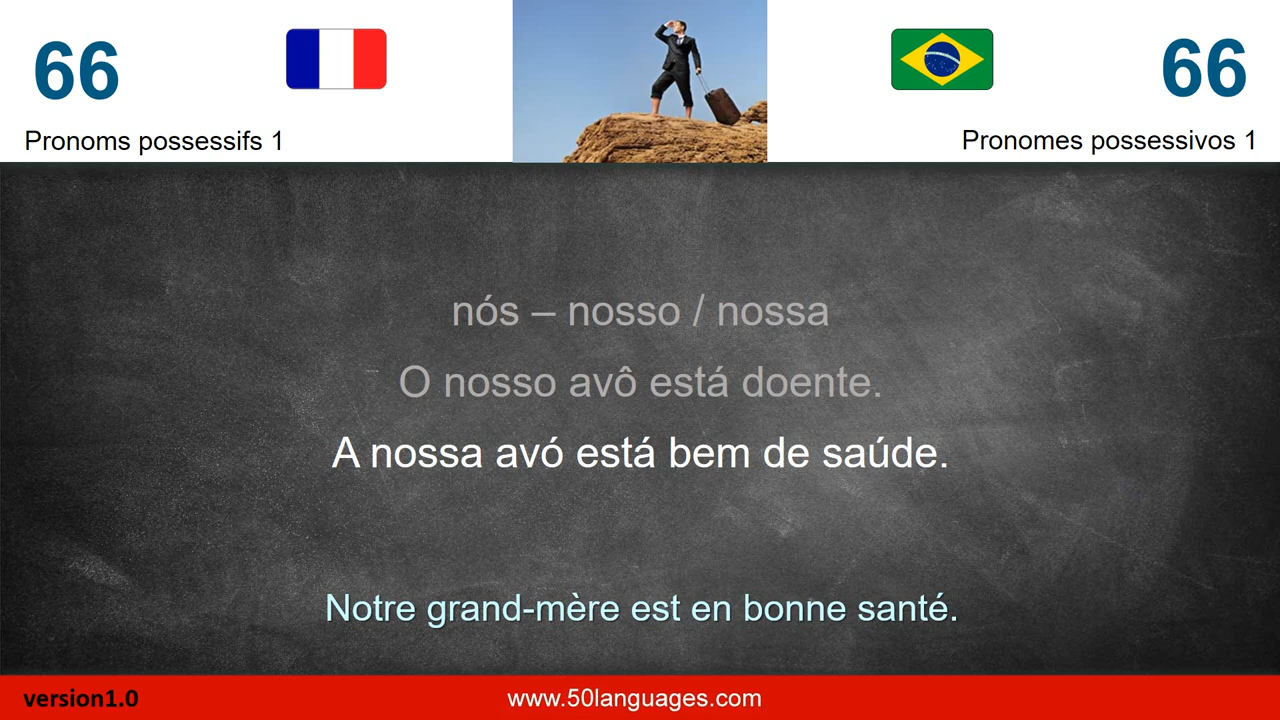 66
66
Pronoms possessifs 1
Pronomes possessivos 1
nós – nosso / nossa
O nosso avô está doente.
A nossa avó está bem de saúde.
Notre grand-mère est en bonne santé.
version1.0
www.50languages.com